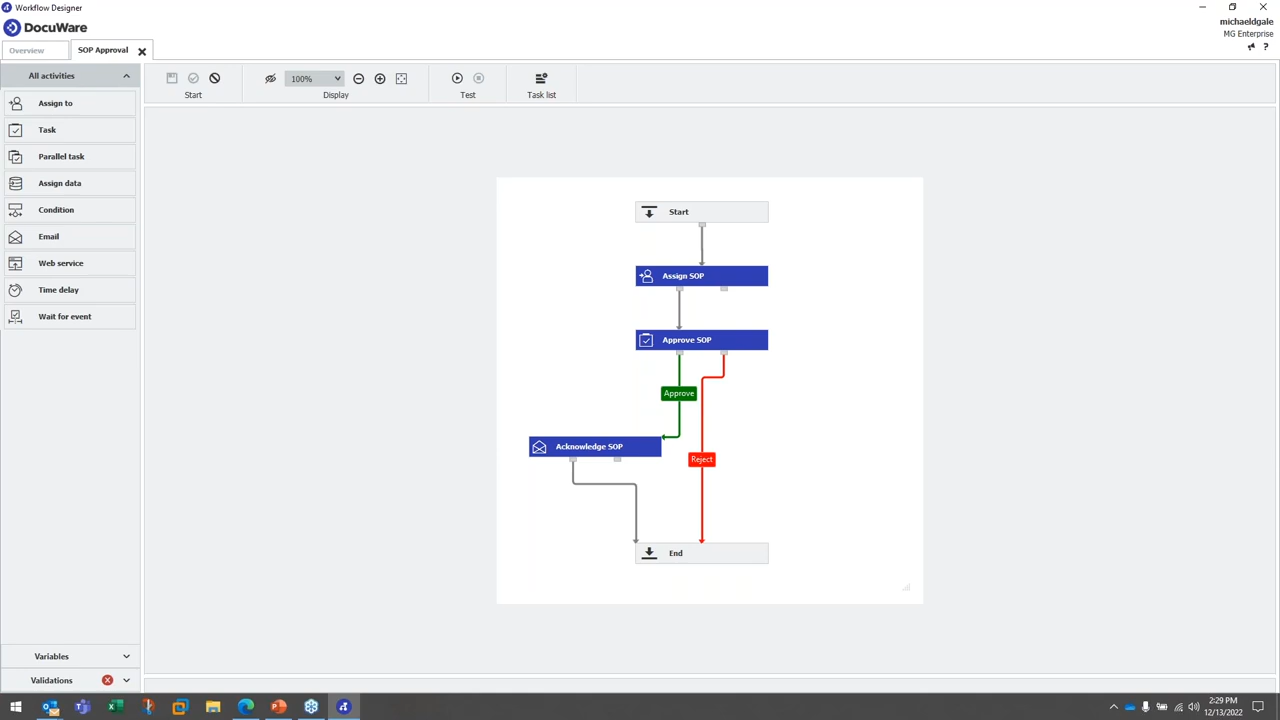 Workflow Designer
DocuWare
michaeldgale
MG Enterprise
?
Overview
SOP Approval
All activities
Assign to
Task
Parallel task
Assign data
Condition
Email
Web service
Time delay
Wait for event
Variables
Validations
100%
Start
Display
Test
Task list
Start
Assign SOP
Approve SOP
Approve
Acknowledge SOP
Reject
End
2:29 PM
12/13/2022